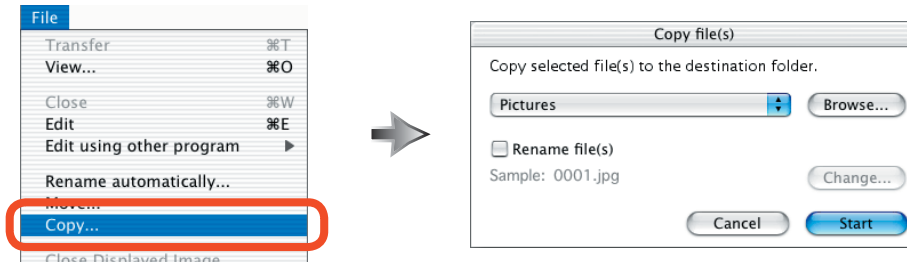 File
Transfer ⌘T
View... ⌘O
Close ⌘W
Edit ⌘E
Edit using other program
Rename automatically...
Move...
Copy...
Close Displayed Image
Copy file(s)
Copy selected file(s) to the destination folder.
Pictures Browse...
Rename file(s)
Sample: 0001.jpg Change...
Cancel Start